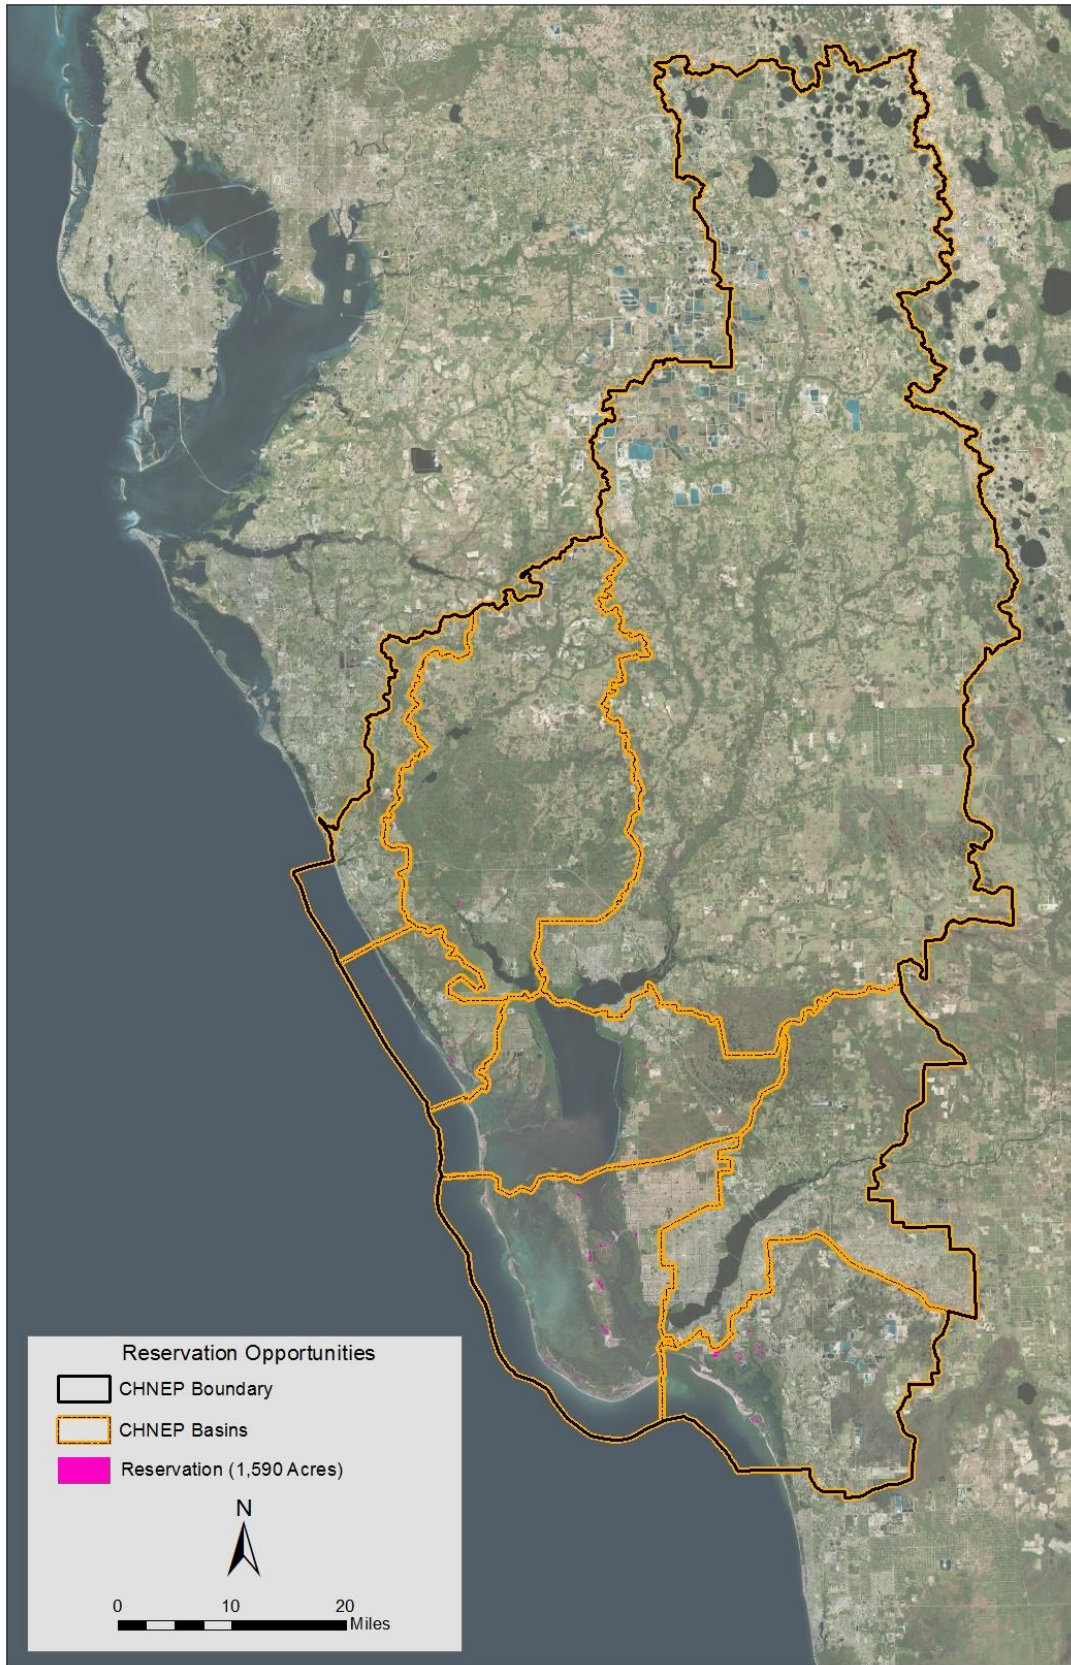 Reservation Opportunities
CHNEP Boundary
CHNEP Basins
Reservation (1,590 Acres)
N
0 10 20
Miles